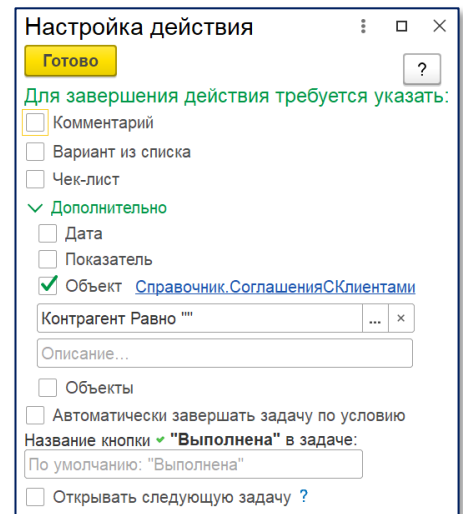 Настройка действия
Готово
?
Для завершения действия требуется указать:
Комментарий
Вариант из списка
Чек-лист
Дополнительно
Дата
Показатель
Объект Справочник.СоглашенияСКлиентами
Контрагент Равно "" ... ×
Описание...
Объекты
Автоматически завершать задачу по условию
Название кнопки "Выполнена" в задаче:
По умолчанию: "Выполнена"
Открывать следующую задачу ?